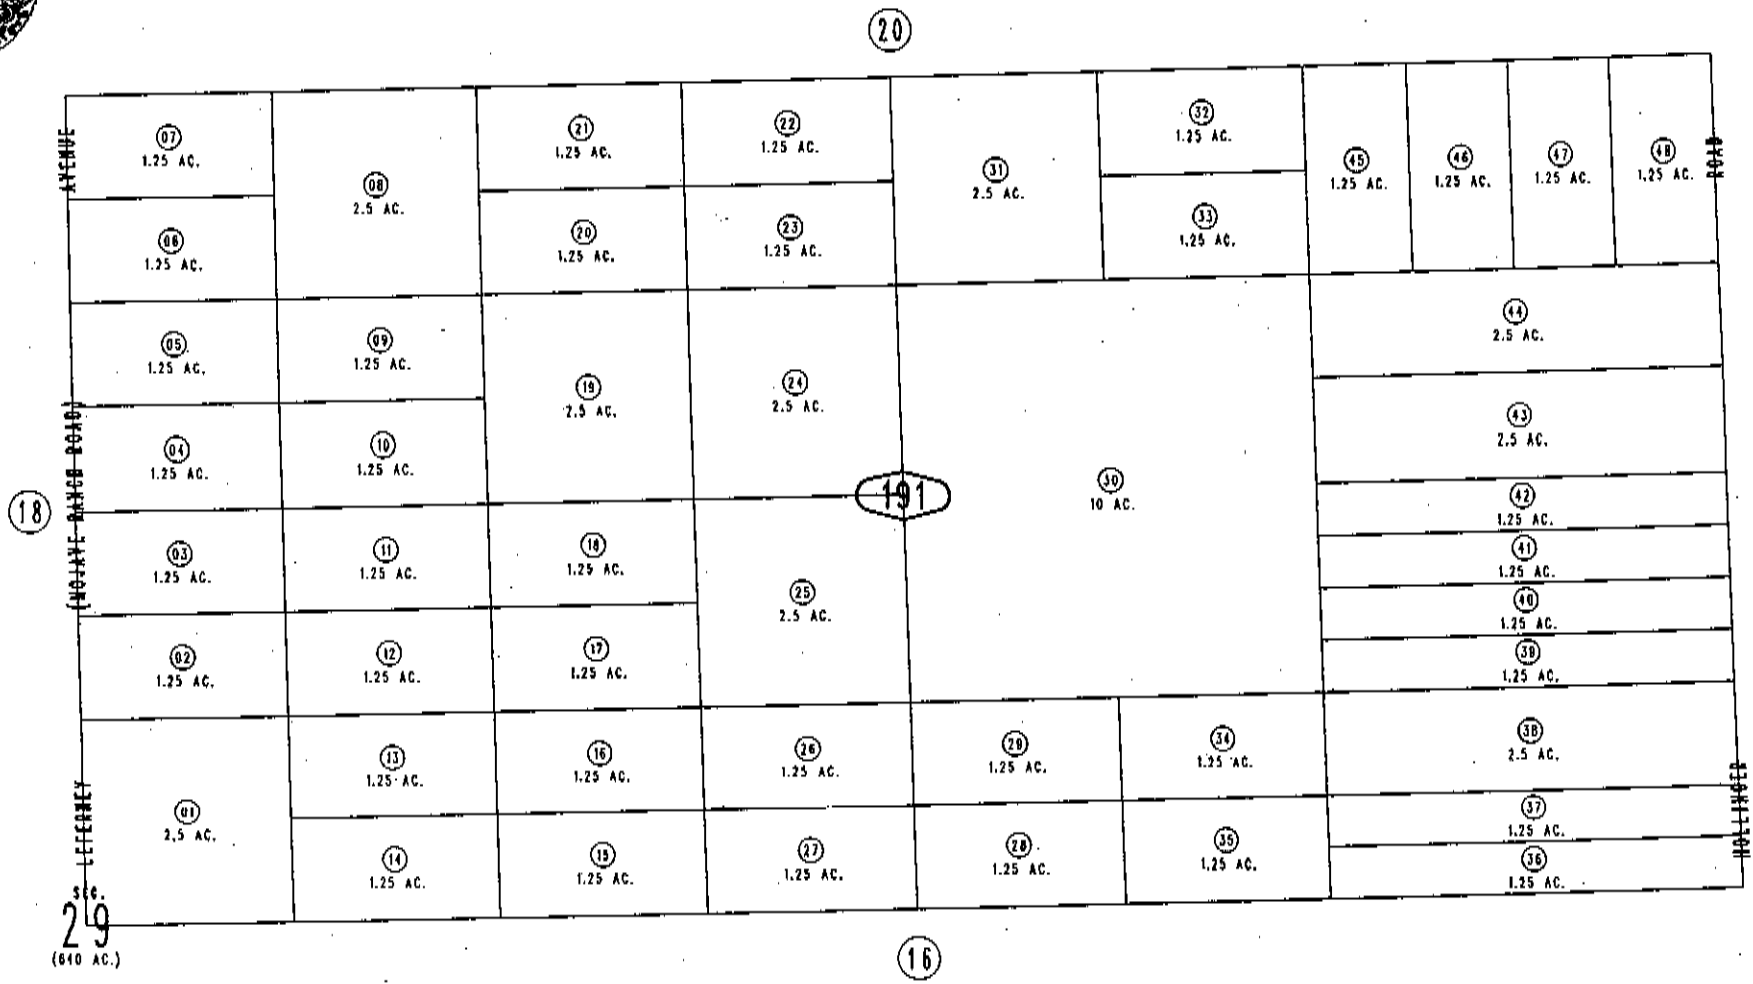 20
07
1.25 AC.
06
1.25 AC.
05
1.25 AC.
04
1.25 AC.
03
1.25 AC.
02
1.25 AC.
01
2.5 AC.
08
2.5 AC.
09
1.25 AC.
10
1.25 AC.
11
1.25 AC.
12
1.25 AC.
13
1.25 AC.
14
1.25 AC.
21
1.25 AC.
20
1.25 AC.
19
2.5 AC.
18
1.25 AC.
17
1.25 AC.
16
1.25 AC.
15
1.25 AC.
22
1.25 AC.
23
1.25 AC.
24
2.5 AC.
25
2.5 AC.
26
1.25 AC.
27
1.25 AC.
191
31
2.5 AC.
30
10 AC.
29
1.25 AC.
28
1.25 AC.
32
1.25 AC.
33
1.25 AC.
34
1.25 AC.
35
1.25 AC.
45
1.25 AC.
46
1.25 AC.
47
1.25 AC.
48
1.25 AC.
44
2.5 AC.
43
2.5 AC.
42
1.25 AC.
41
1.25 AC.
40
1.25 AC.
39
1.25 AC.
38
2.5 AC.
37
1.25 AC.
36
1.25 AC.
AVENUE
(MOJAVE RANCH ROAD)
18
SEC.
29
(640 AC.)
16
ROAD